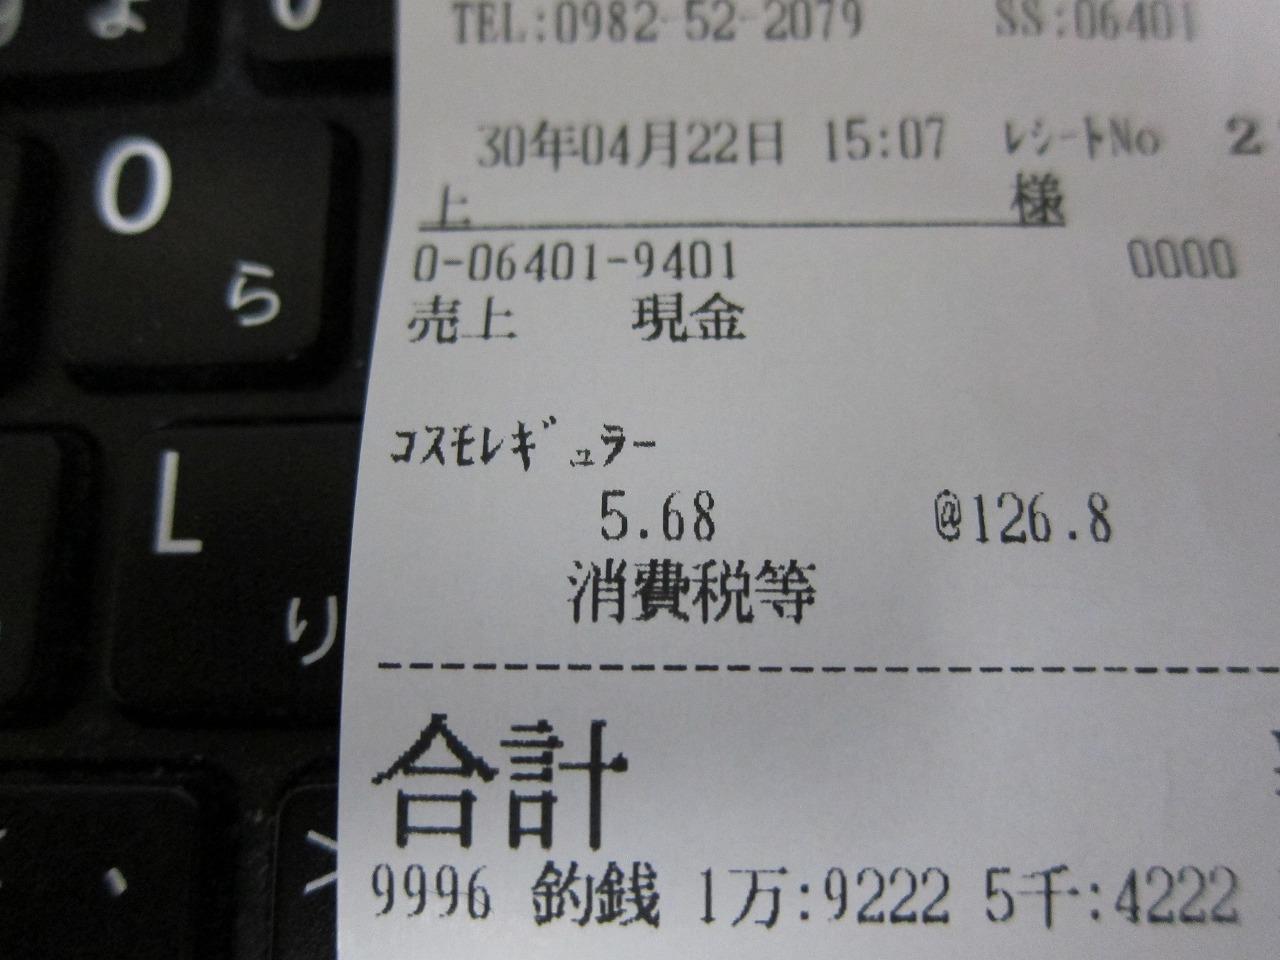 TEL:0982-52-2079 SS:06401
30年04月22日 15:07 ﾚｼｰﾄNo 2
上 様
0-06401-9401 0000
売上 現金
ｺｽﾓﾚｷﾞｭﾗｰ
5.68 @126.8
消費税等
合計
9996 釣銭 1万:9222 5千:4222
O
ら
L
り